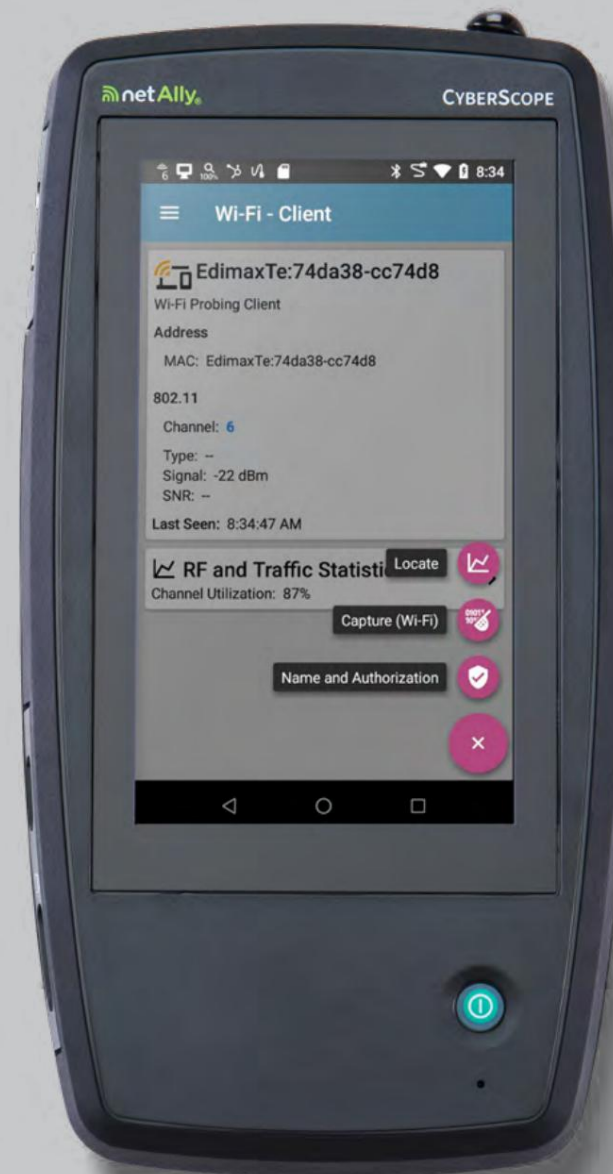 netAlly®
CYBERSCOPE
6 100% 8:34
Wi-Fi - Client
EdimaxTe:74da38-cc74d8
Wi-Fi Probing Client
Address
MAC: EdimaxTe:74da38-cc74d8
802.11
Channel: 6
Type: --
Signal: -22 dBm
SNR: --
Last Seen: 8:34:47 AM
RF and Traffic Statisti
Locate
Channel Utilization: 87%
Capture (Wi-Fi)
Name and Authorization